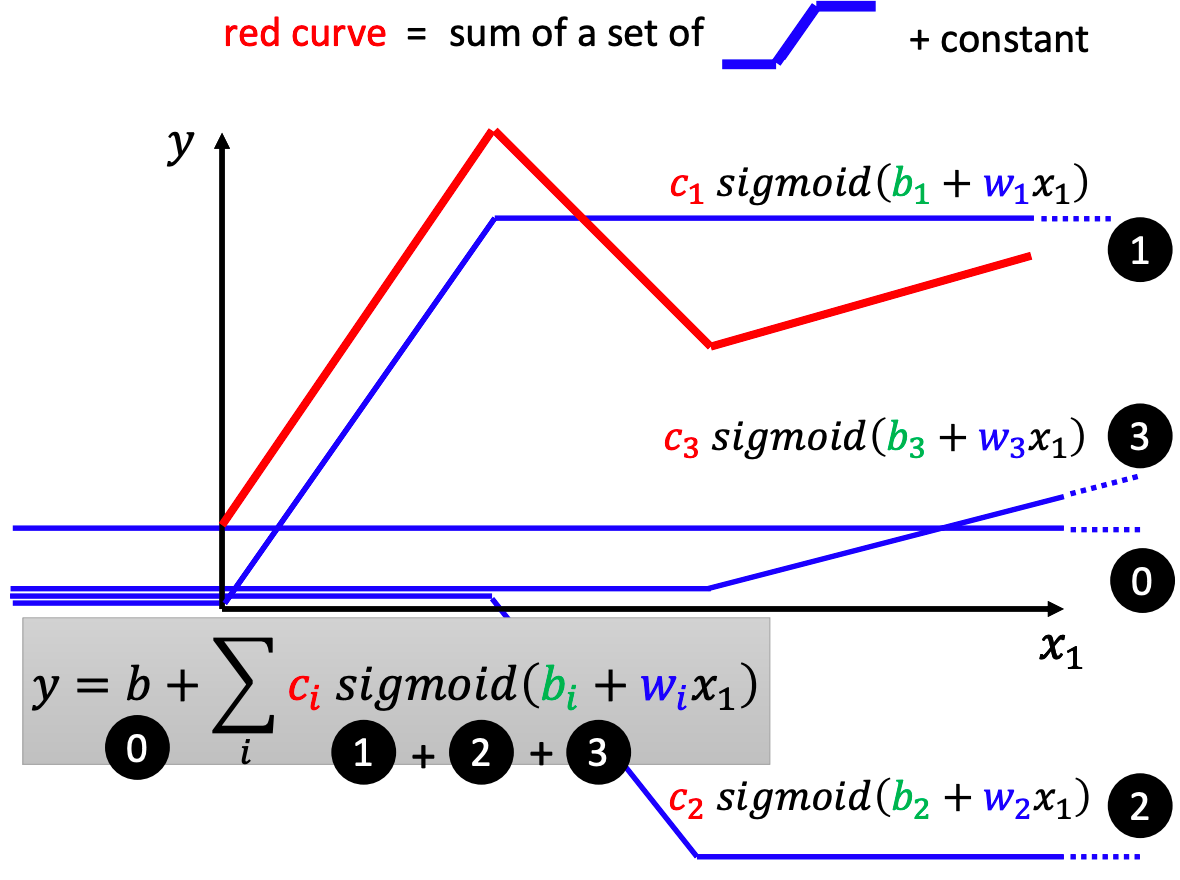 red curve = sum of a set of + constant
y
c₁ sigmoid(b₁ + w₁x₁)
1
c₃ sigmoid(b₃ + w₃x₁)
3
0
x₁
y = b + ∑ᵢ cᵢ sigmoid(bᵢ + wᵢx₁)
0 1 + 2 + 3
c₂ sigmoid(b₂ + w₂x₁)
2